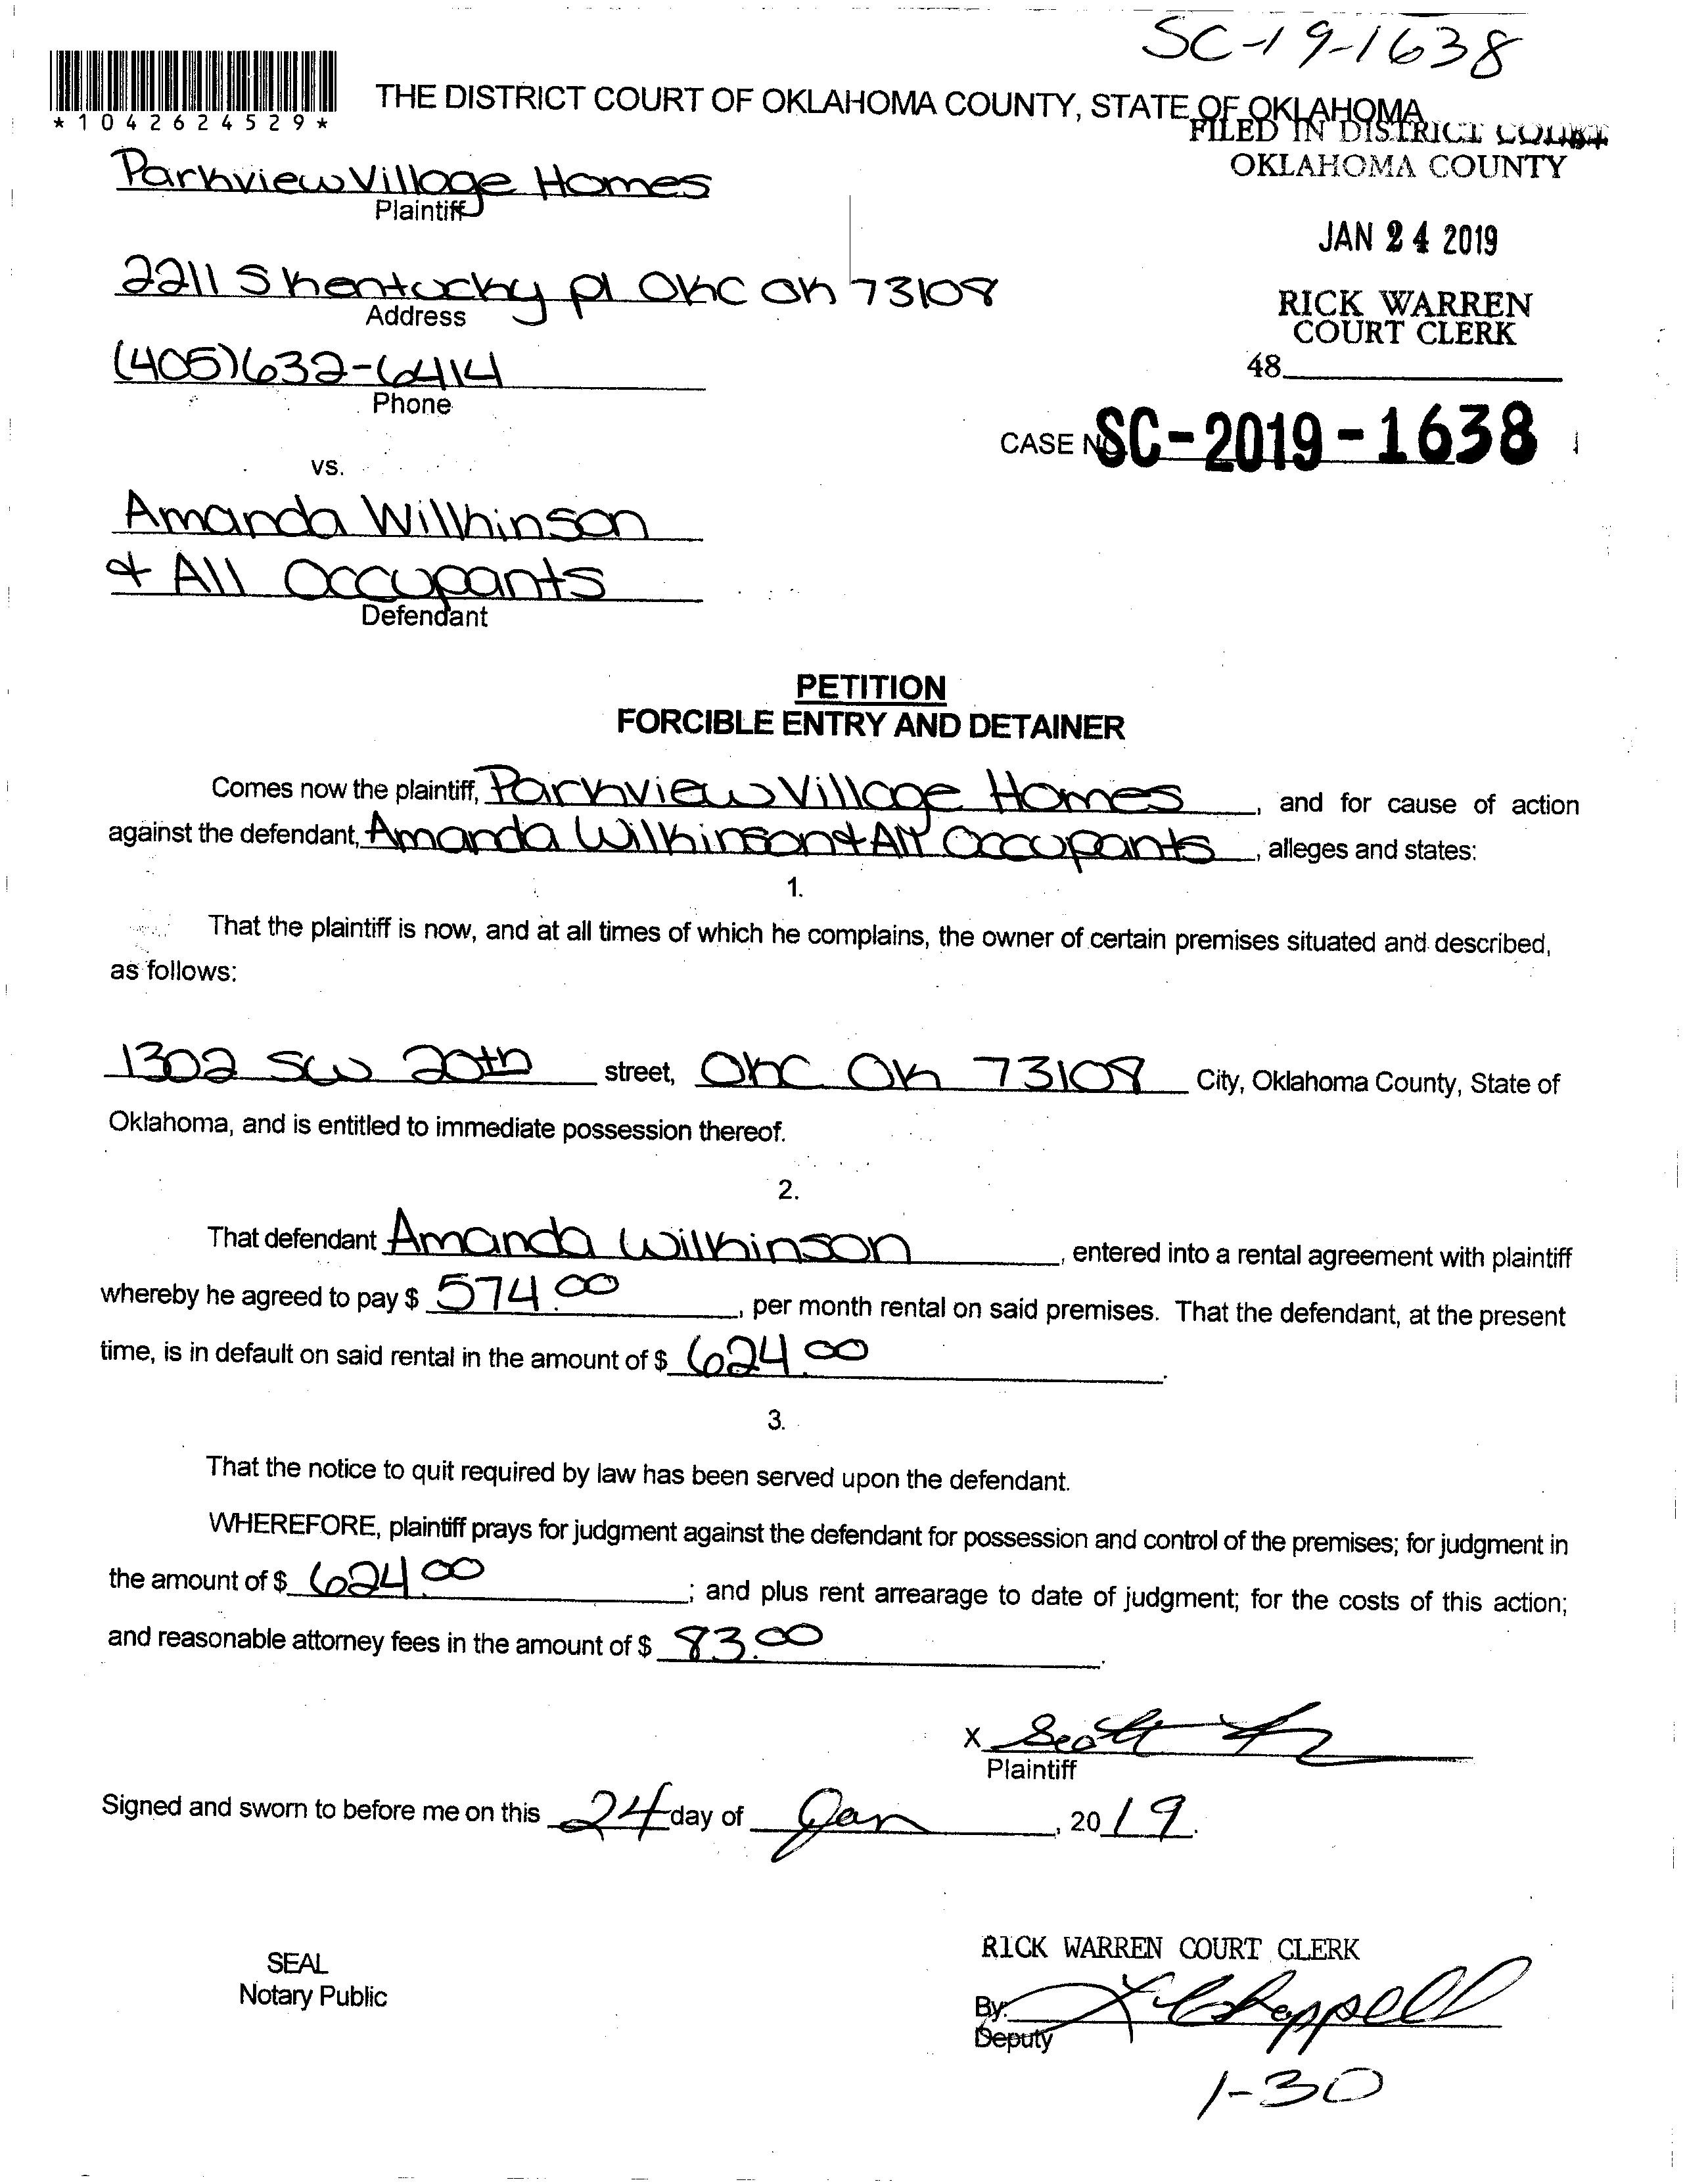 SC-19-1638
*1042624529*
THE DISTRICT COURT OF OKLAHOMA COUNTY, STATE OF OKLAHOMA
FILED IN DISTRICT COURT
OKLAHOMA COUNTY
Parkview Village Homes
Plaintiff
JAN 24 2019
2211 S Kentucky Pl OKC OK 73108
Address
RICK WARREN
COURT CLERK
(405)632-6414
Phone
48
CASE NO SC-2019-1638
vs.
Amanda Wilkinson
& All Occupants
Defendant
PETITION
FORCIBLE ENTRY AND DETAINER
Comes now the plaintiff, Parkview Village Homes, and for cause of action
against the defendant, Amanda Wilkinson & All Occupants, alleges and states:
1.
That the plaintiff is now, and at all times of which he complains, the owner of certain premises situated and described,
as follows:
1302 SW 20th street, OKC OK 73108 City, Oklahoma County, State of
Oklahoma, and is entitled to immediate possession thereof.
2.
That defendant Amanda Wilkinson, entered into a rental agreement with plaintiff
whereby he agreed to pay $ 574.00, per month rental on said premises. That the defendant, at the present
time, is in default on said rental in the amount of $ 624.00.
3.
That the notice to quit required by law has been served upon the defendant.
WHEREFORE, plaintiff prays for judgment against the defendant for possession and control of the premises; for judgment in
the amount of $ 624.00; and plus rent arrearage to date of judgment; for the costs of this action;
and reasonable attorney fees in the amount of $ 83.00.
X Scott
Plaintiff
Signed and sworn to before me on this 24 day of Jan, 2019.
RICK WARREN COURT CLERK
SEAL
Notary Public
By: Chappell
Deputy
1-30